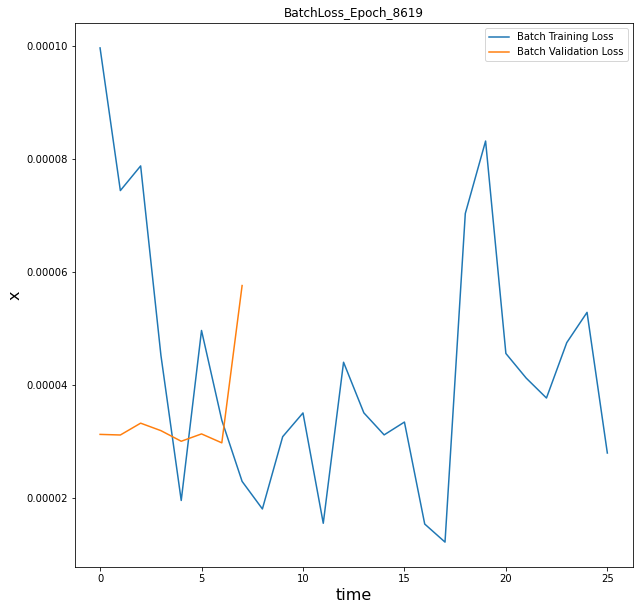 BatchLoss_Epoch_8619
Batch Training Loss
Batch Validation Loss
0.00010
0.00008
0.00006
0.00004
0.00002
x
0 5 10 15 20 25
time